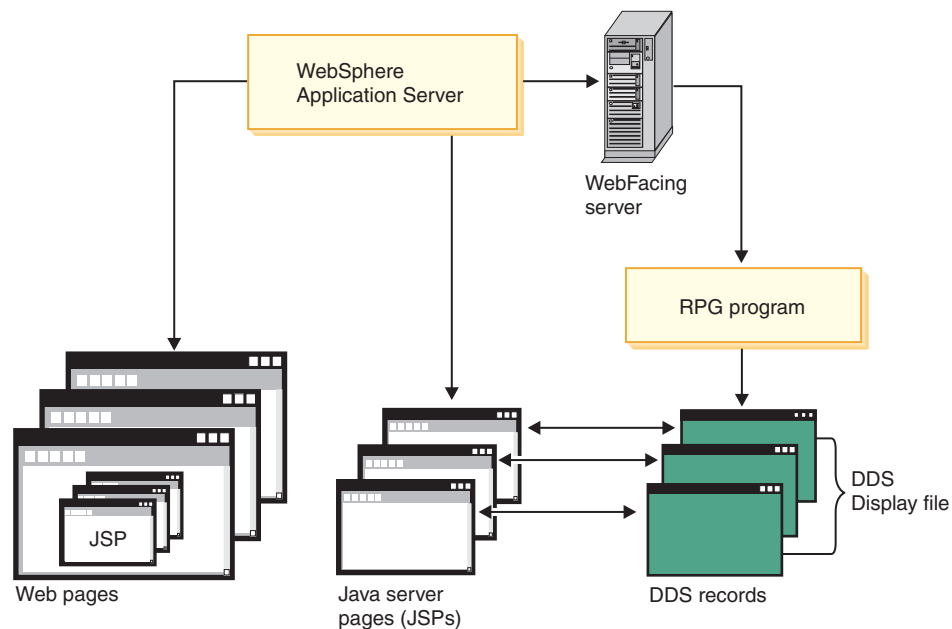 WebSphere
Application Server
WebFacing
server
RPG program
JSP
DDS
Display file
Web pages
Java server
pages (JSPs)
DDS records